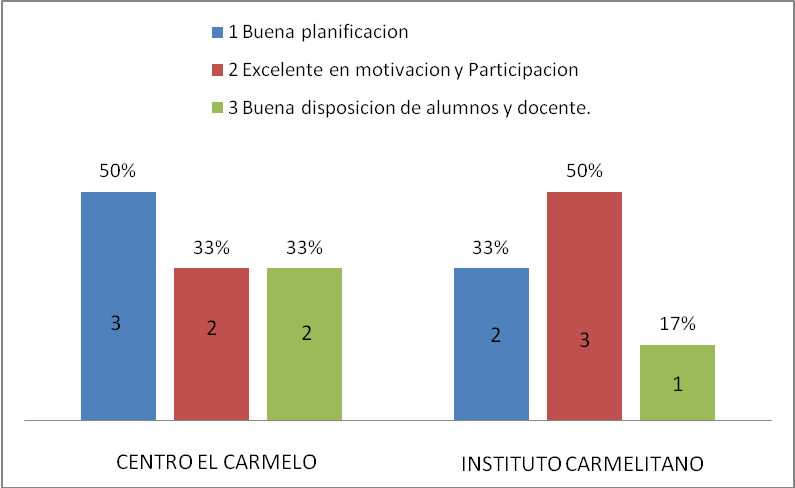 1 Buena planificacion
2 Excelente en motivacion y Participacion
3 Buena disposicion de alumnos y docente.
50%
33%
33%
33%
50%
17%
3
2
2
2
3
1
CENTRO EL CARMELO
INSTITUTO CARMELITANO